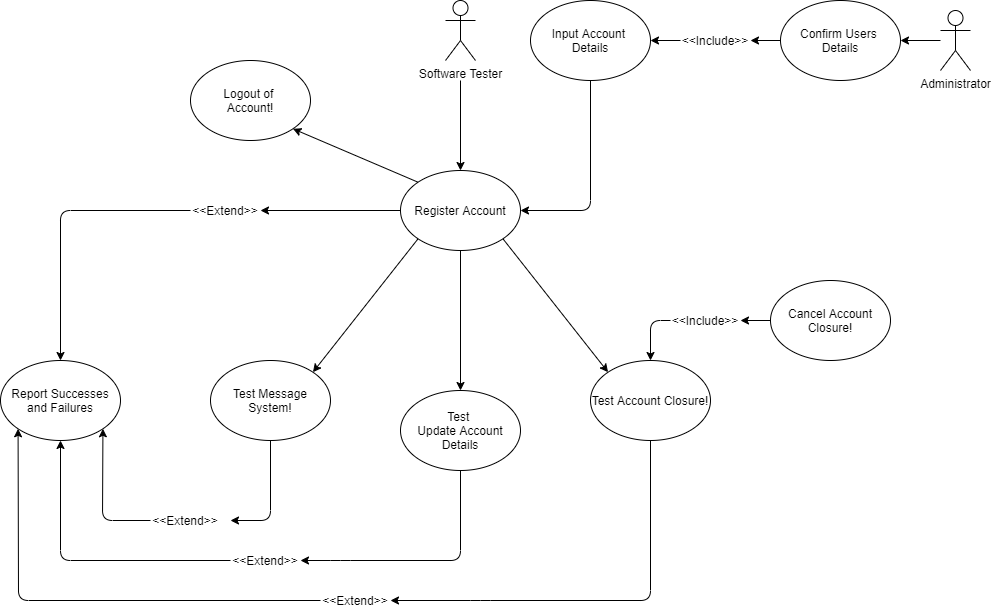 Software Tester
Input Account
Details
<<Include>>
Confirm Users
Details
Administrator
Logout of
Account!
<<Extend>>
Register Account
<<Include>>
Cancel Account
Closure!
Report Successes
and Failures
Test Message
System!
Test
Update Account
Details
Test Account Closure!
<<Extend>>
<<Extend>>
<<Extend>>